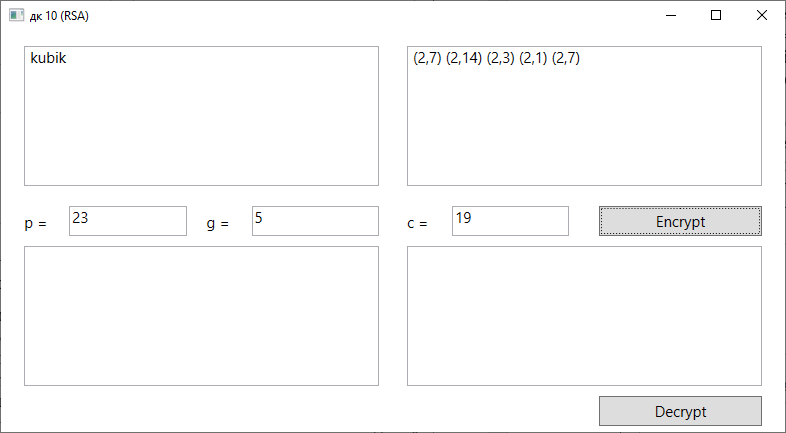 дк 10 (RSA)
kubik
(2,7) (2,14) (2,3) (2,1) (2,7)
p = 23 g = 5 c = 19 Encrypt
Decrypt